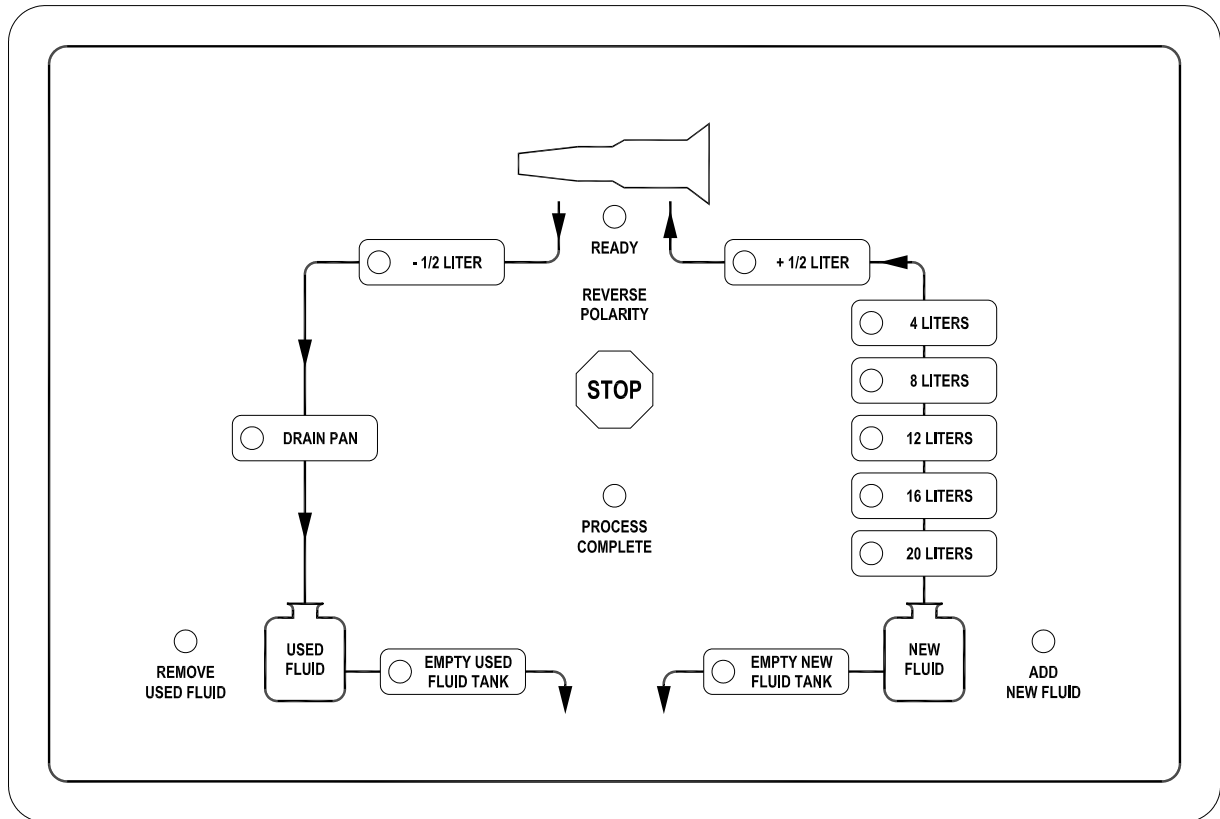 READY
- 1/2 LITER
+ 1/2 LITER
REVERSE
POLARITY
4 LITERS
8 LITERS
STOP
DRAIN PAN
12 LITERS
16 LITERS
PROCESS
COMPLETE
20 LITERS
REMOVE
USED FLUID
USED
FLUID
EMPTY USED
FLUID TANK
EMPTY NEW
FLUID TANK
NEW
FLUID
ADD
NEW FLUID